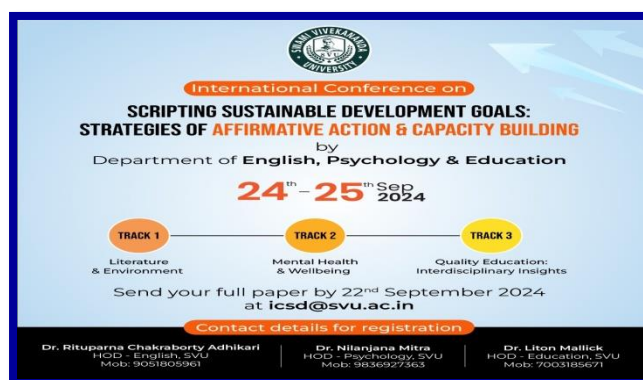 SWAMI VIVEKANANDA
UNIVERSITY
SVU
International Conference on
SCRIPTING SUSTAINABLE DEVELOPMENT GOALS:
STRATEGIES OF AFFIRMATIVE ACTION & CAPACITY BUILDING
by
Department of English, Psychology & Education
24th - 25th Sep 2024
TRACK 1
Literature
& Environment
TRACK 2
Mental Health
& Wellbeing
TRACK 3
Quality Education:
Interdisciplinary Insights
Send your full paper by 22nd September 2024
at icsd@svu.ac.in
Contact details for registration
Dr. Rituparna Chakraborty Adhikari
HOD - English, SVU
Mob: 9051805961
Dr. Nilanjana Mitra
HOD - Psychology, SVU
Mob: 9836927363
Dr. Liton Mallick
HOD - Education, SVU
Mob: 7003185671